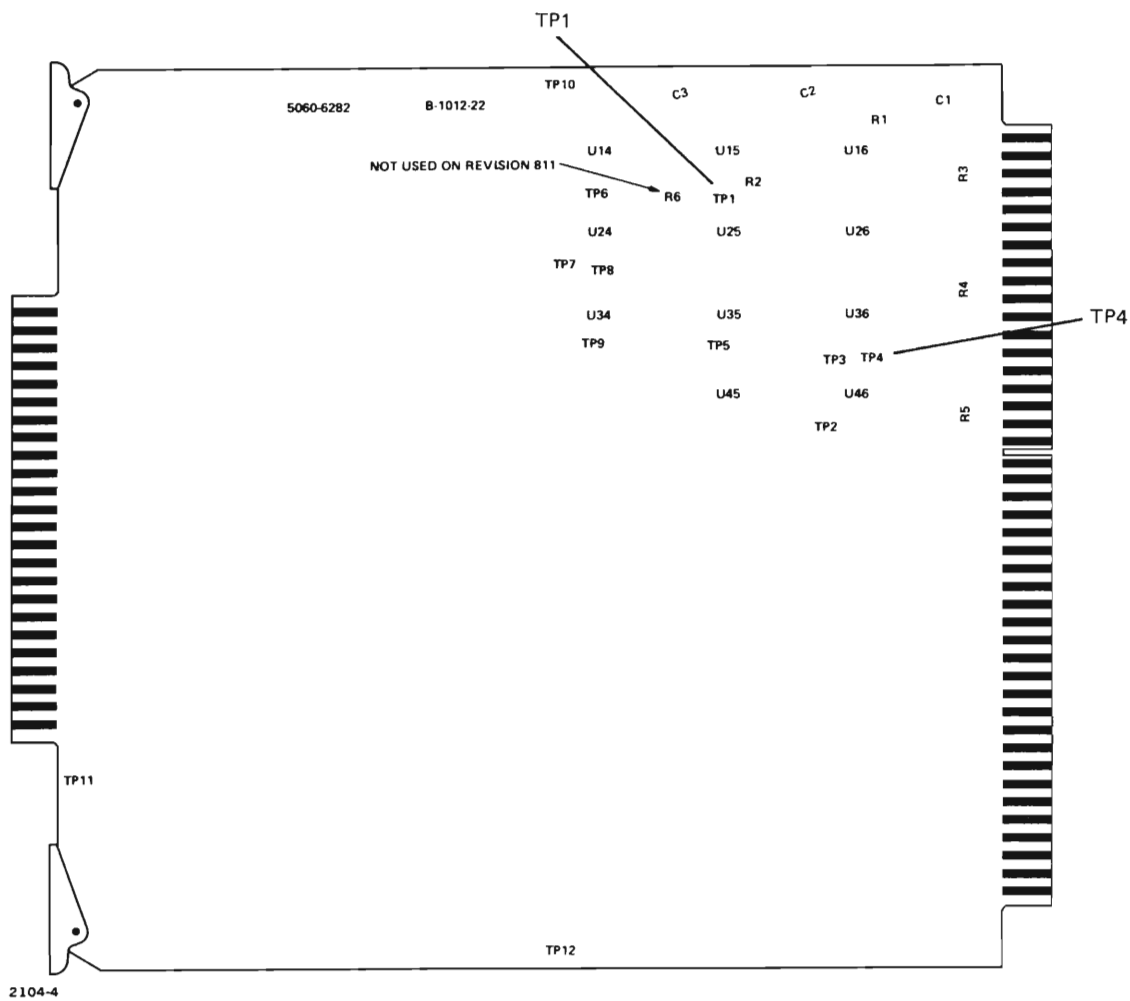 TP1
TP10
C3
C2
C1
5060-6282
B-1012-22
R1
U14
U15
U16
NOT USED ON REVISION 811
R3
R2
TP6
R6
TP1
U24
U25
U26
TP7
TP8
R4
U34
U35
U36
TP4
TP9
TP5
TP3
TP4
U45
U46
R5
TP2
TP11
TP12
2104-4